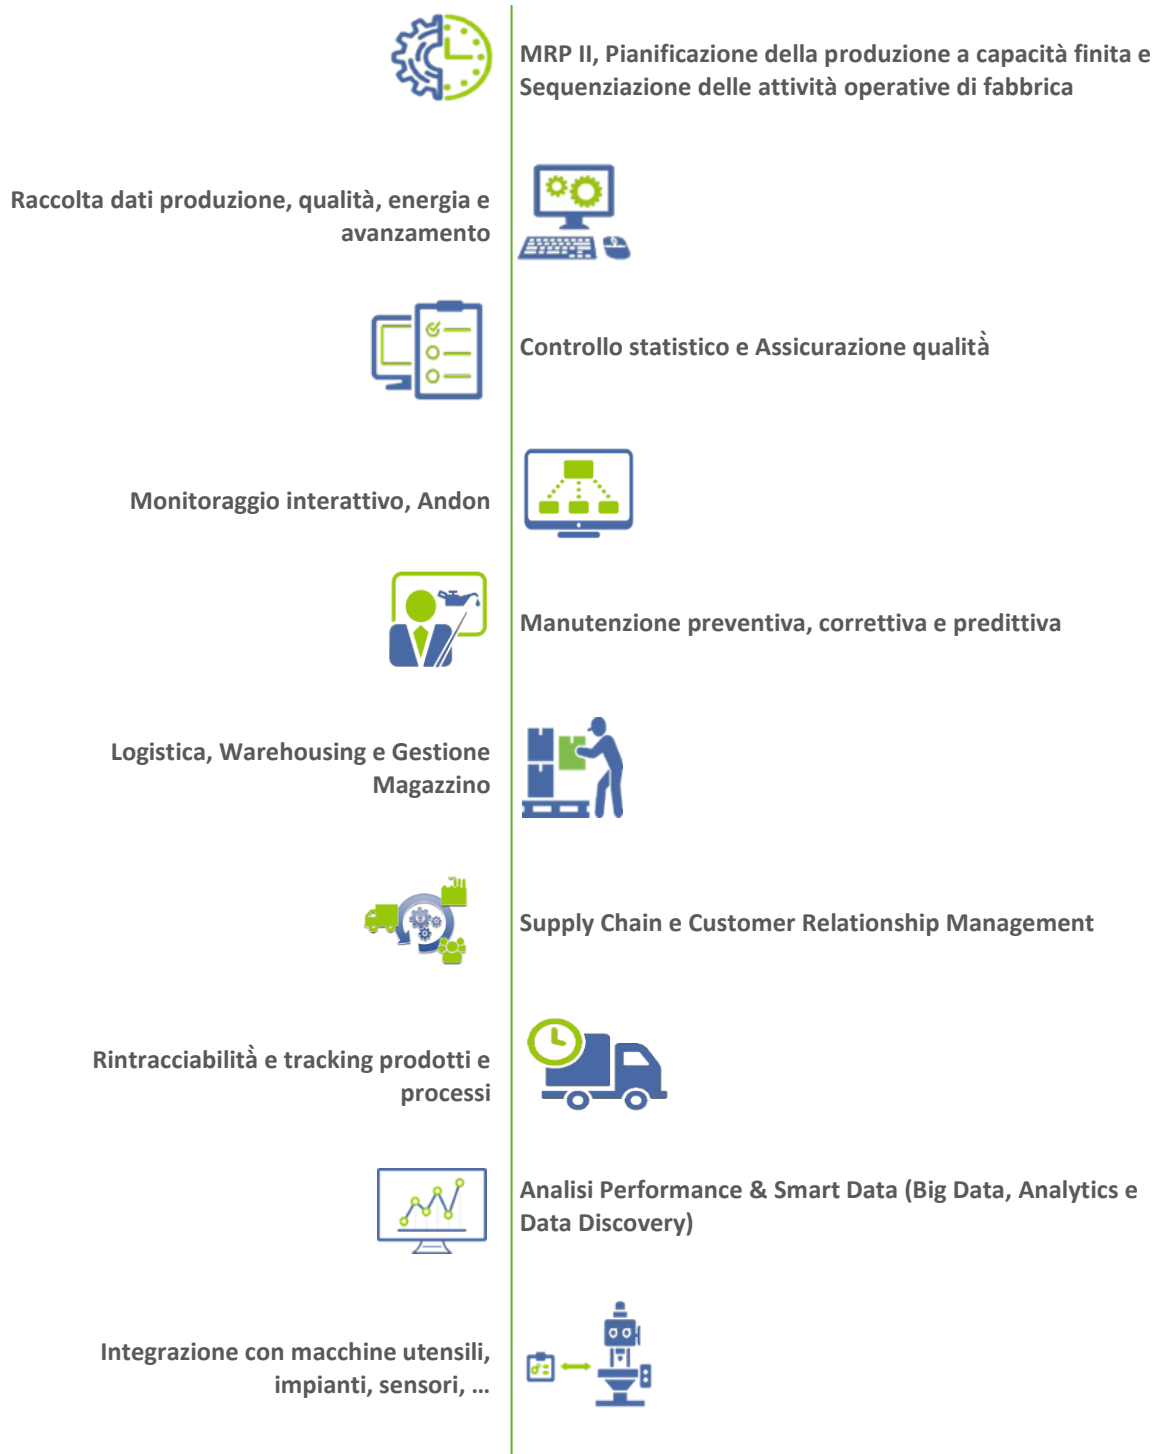 MRP II, Pianificazione della produzione a capacità finita e
Sequenziazione delle attività operative di fabbrica
Raccolta dati produzione, qualità, energia e
avanzamento
Controllo statistico e Assicurazione qualità
Monitoraggio interattivo, Andon
Manutenzione preventiva, correttiva e predittiva
Logistica, Warehousing e Gestione
Magazzino
Supply Chain e Customer Relationship Management
Rintracciabilità e tracking prodotti e
processi
Analisi Performance & Smart Data (Big Data, Analytics e
Data Discovery)
Integrazione con macchine utensili,
impianti, sensori, …